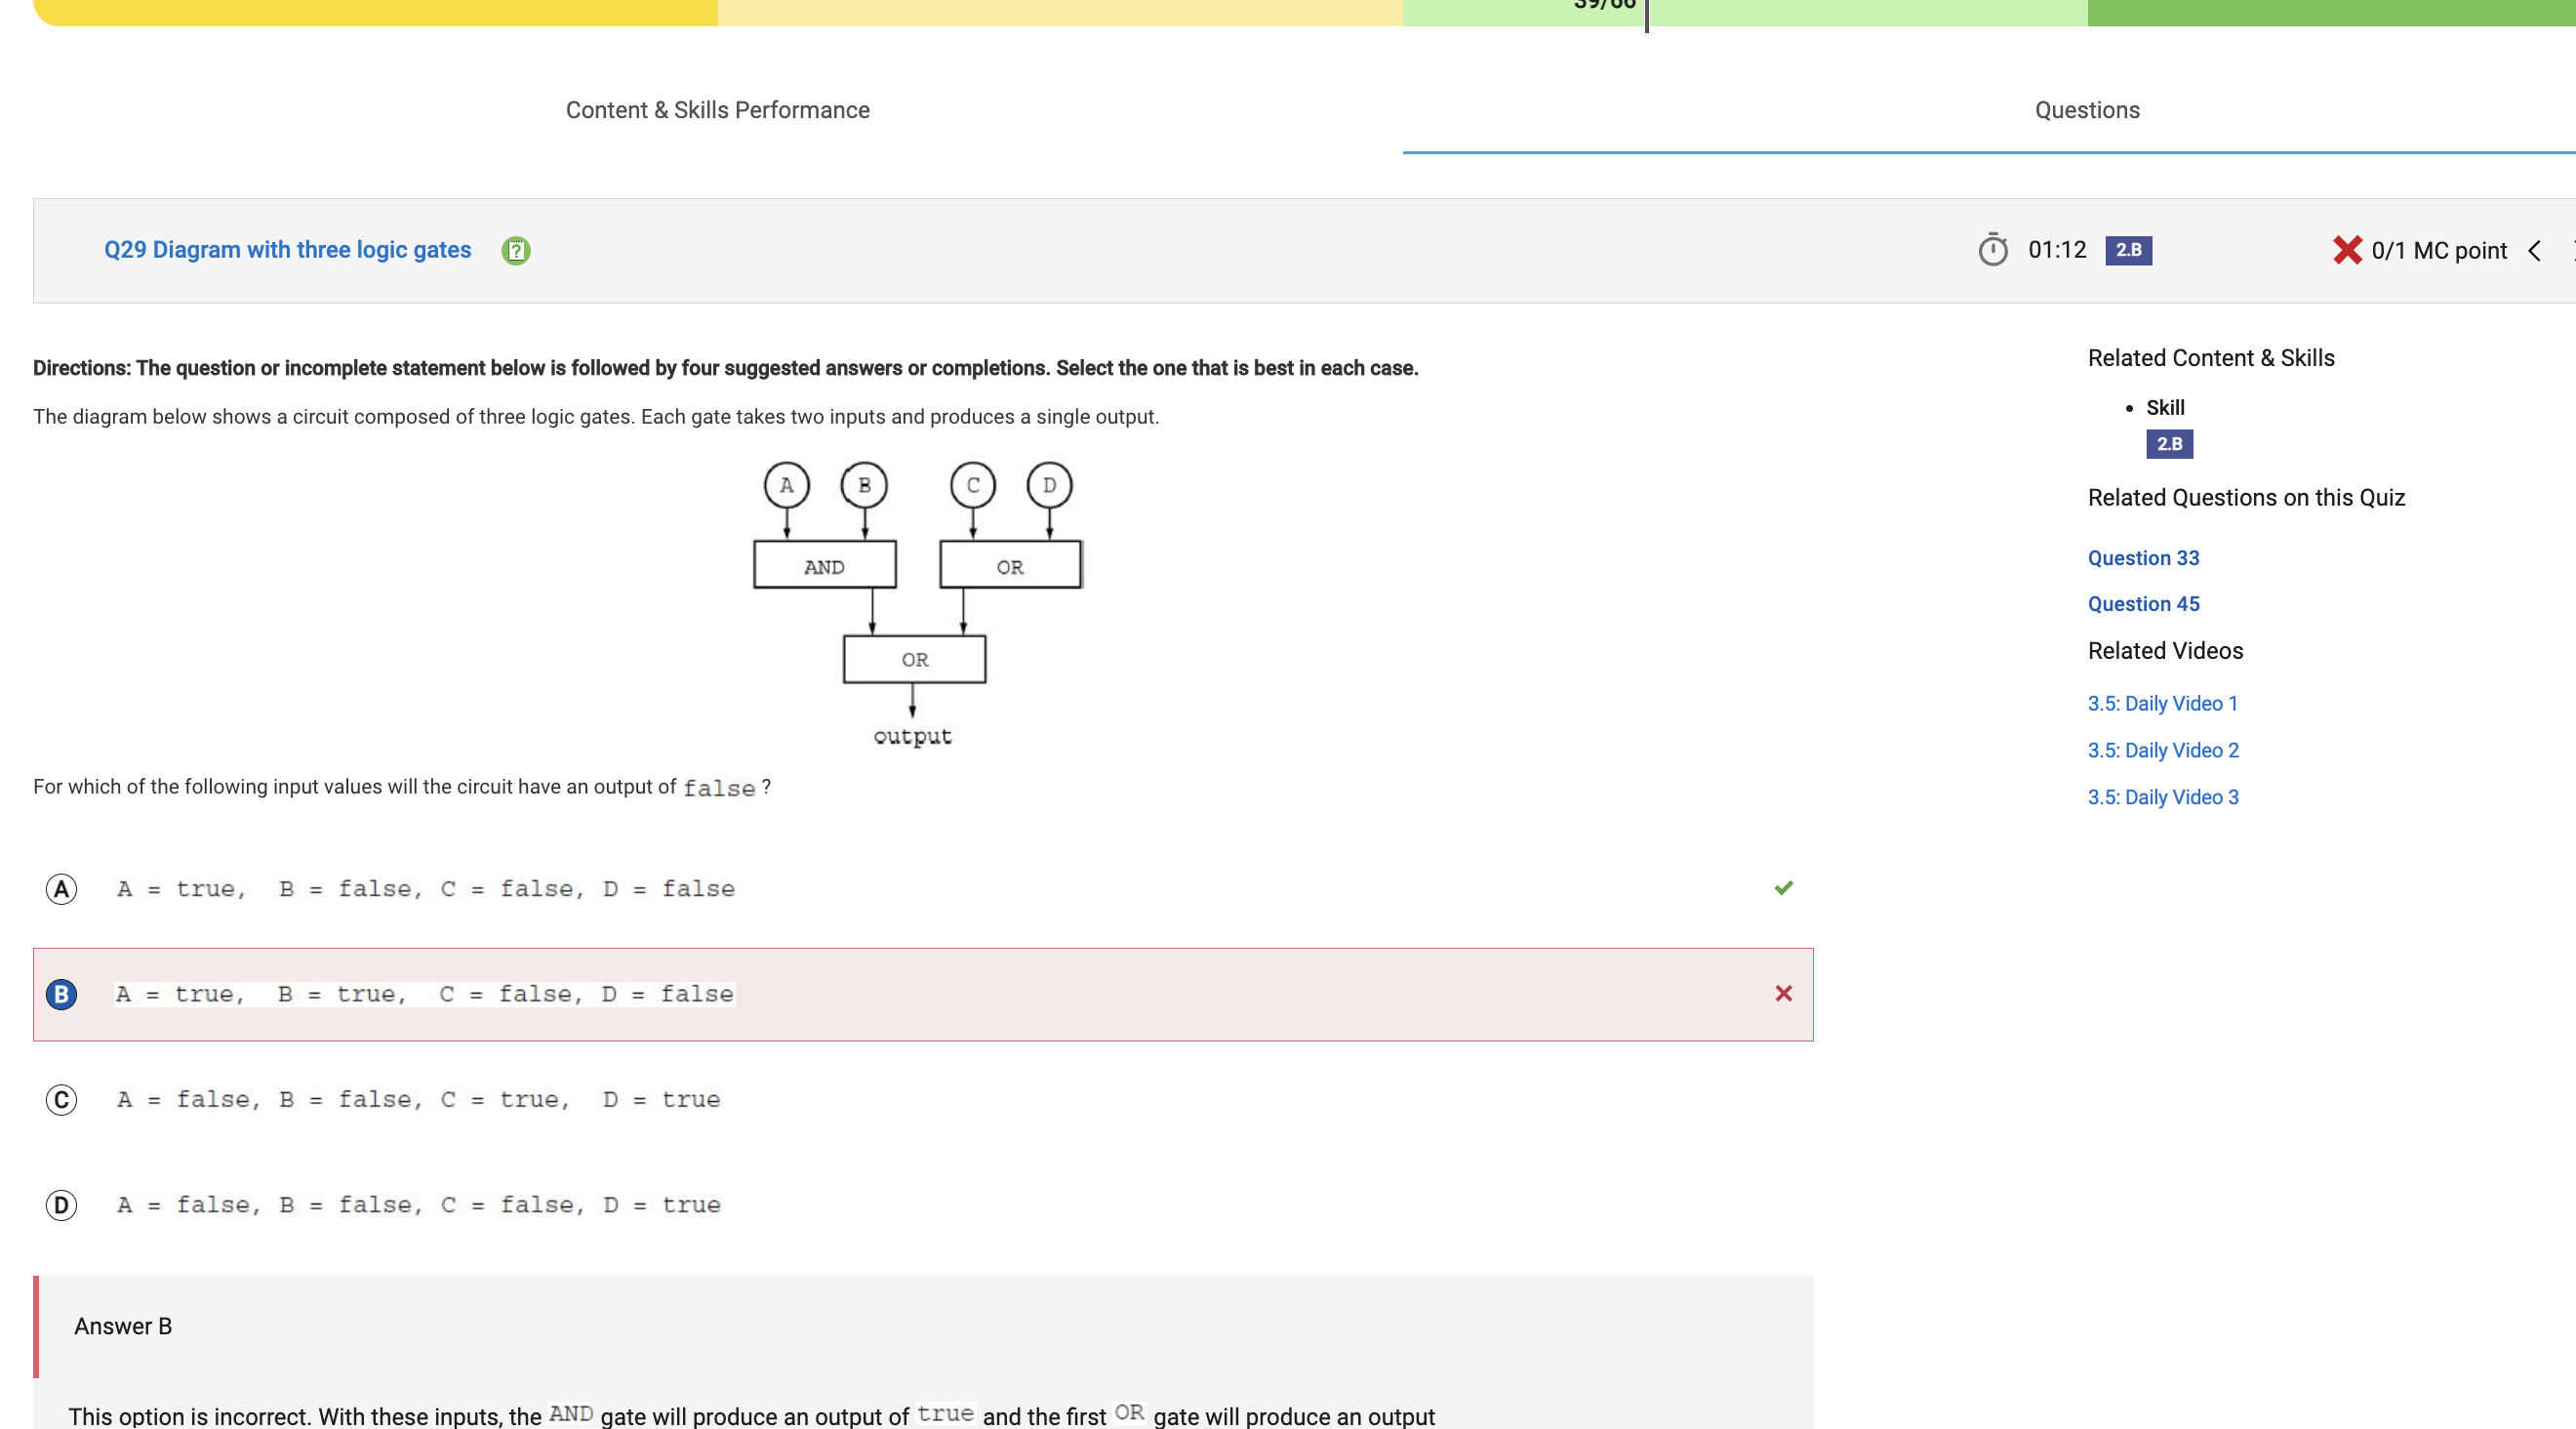 39/66
Content & Skills Performance
Questions
Q29 Diagram with three logic gates
?
01:12
2.B
0/1 MC point
Directions: The question or incomplete statement below is followed by four suggested answers or completions. Select the one that is best in each case.
The diagram below shows a circuit composed of three logic gates. Each gate takes two inputs and produces a single output.
A B C D
AND OR
OR
output
For which of the following input values will the circuit have an output of false ?
A A = true, B = false, C = false, D = false
B A = true, B = true, C = false, D = false
C A = false, B = false, C = true, D = true
D A = false, B = false, C = false, D = true
Answer B
This option is incorrect. With these inputs, the AND gate will produce an output of true and the first OR gate will produce an output
Related Content & Skills
• Skill
2.B
Related Questions on this Quiz
Question 33
Question 45
Related Videos
3.5: Daily Video 1
3.5: Daily Video 2
3.5: Daily Video 3